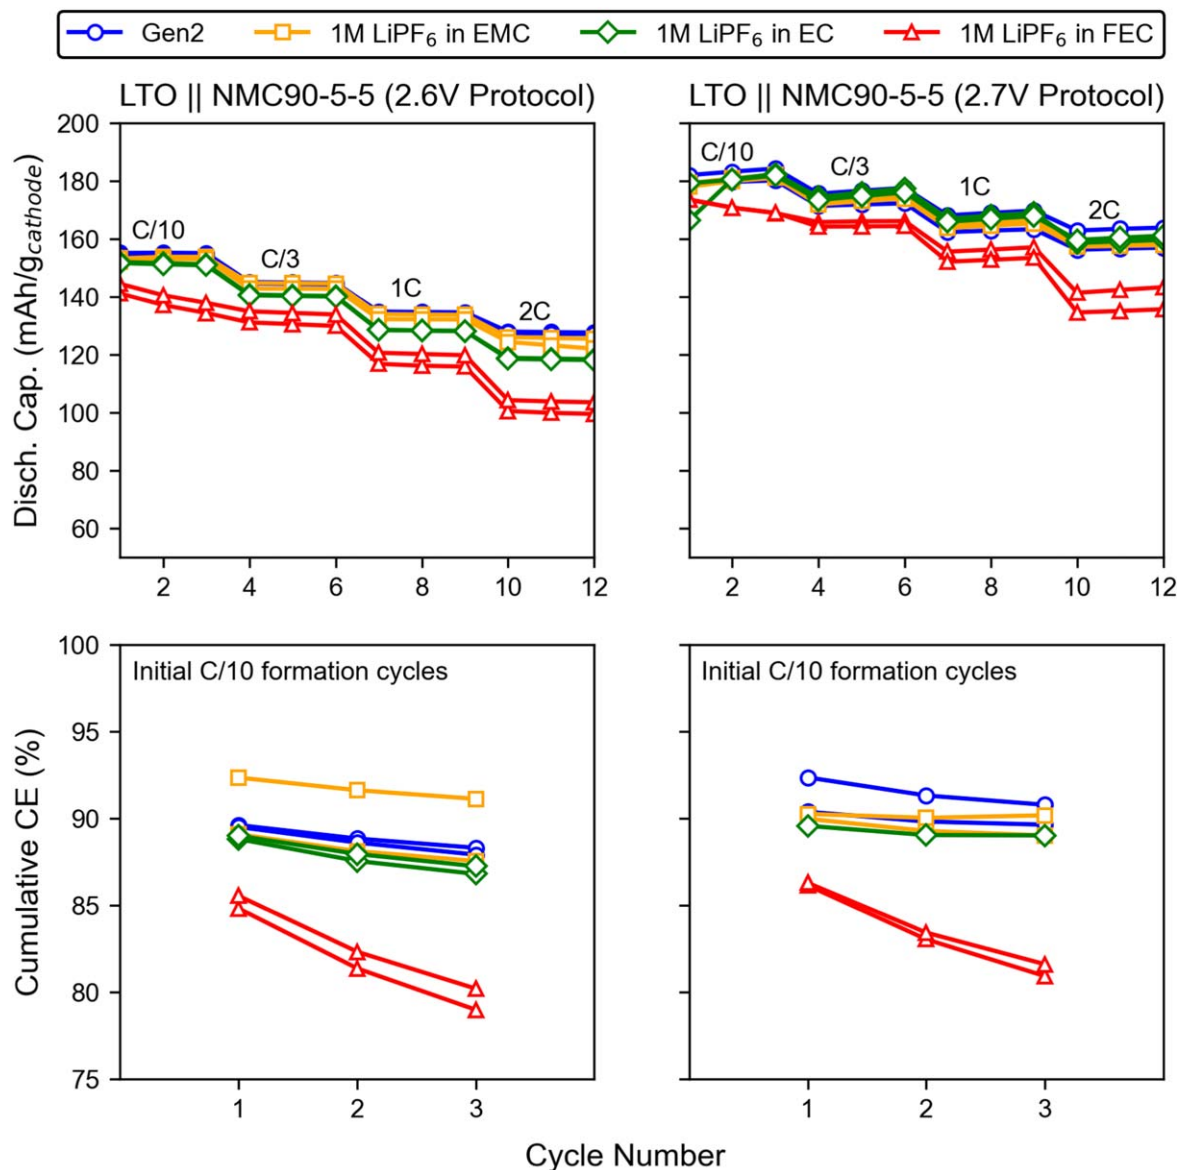 Gen2 1M LiPF₆ in EMC 1M LiPF₆ in EC 1M LiPF₆ in FEC
LTO || NMC90-5-5 (2.6V Protocol)
LTO || NMC90-5-5 (2.7V Protocol)
Disch. Cap. (mAh/g_cathode)
200
180
160
140
120
100
80
60
C/10
C/3
1C
2C
2 4 6 8 10 12
C/10
C/3
1C
2C
2 4 6 8 10 12
Cumulative CE (%)
100
95
90
85
80
75
Initial C/10 formation cycles
1 2 3
Initial C/10 formation cycles
1 2 3
Cycle Number